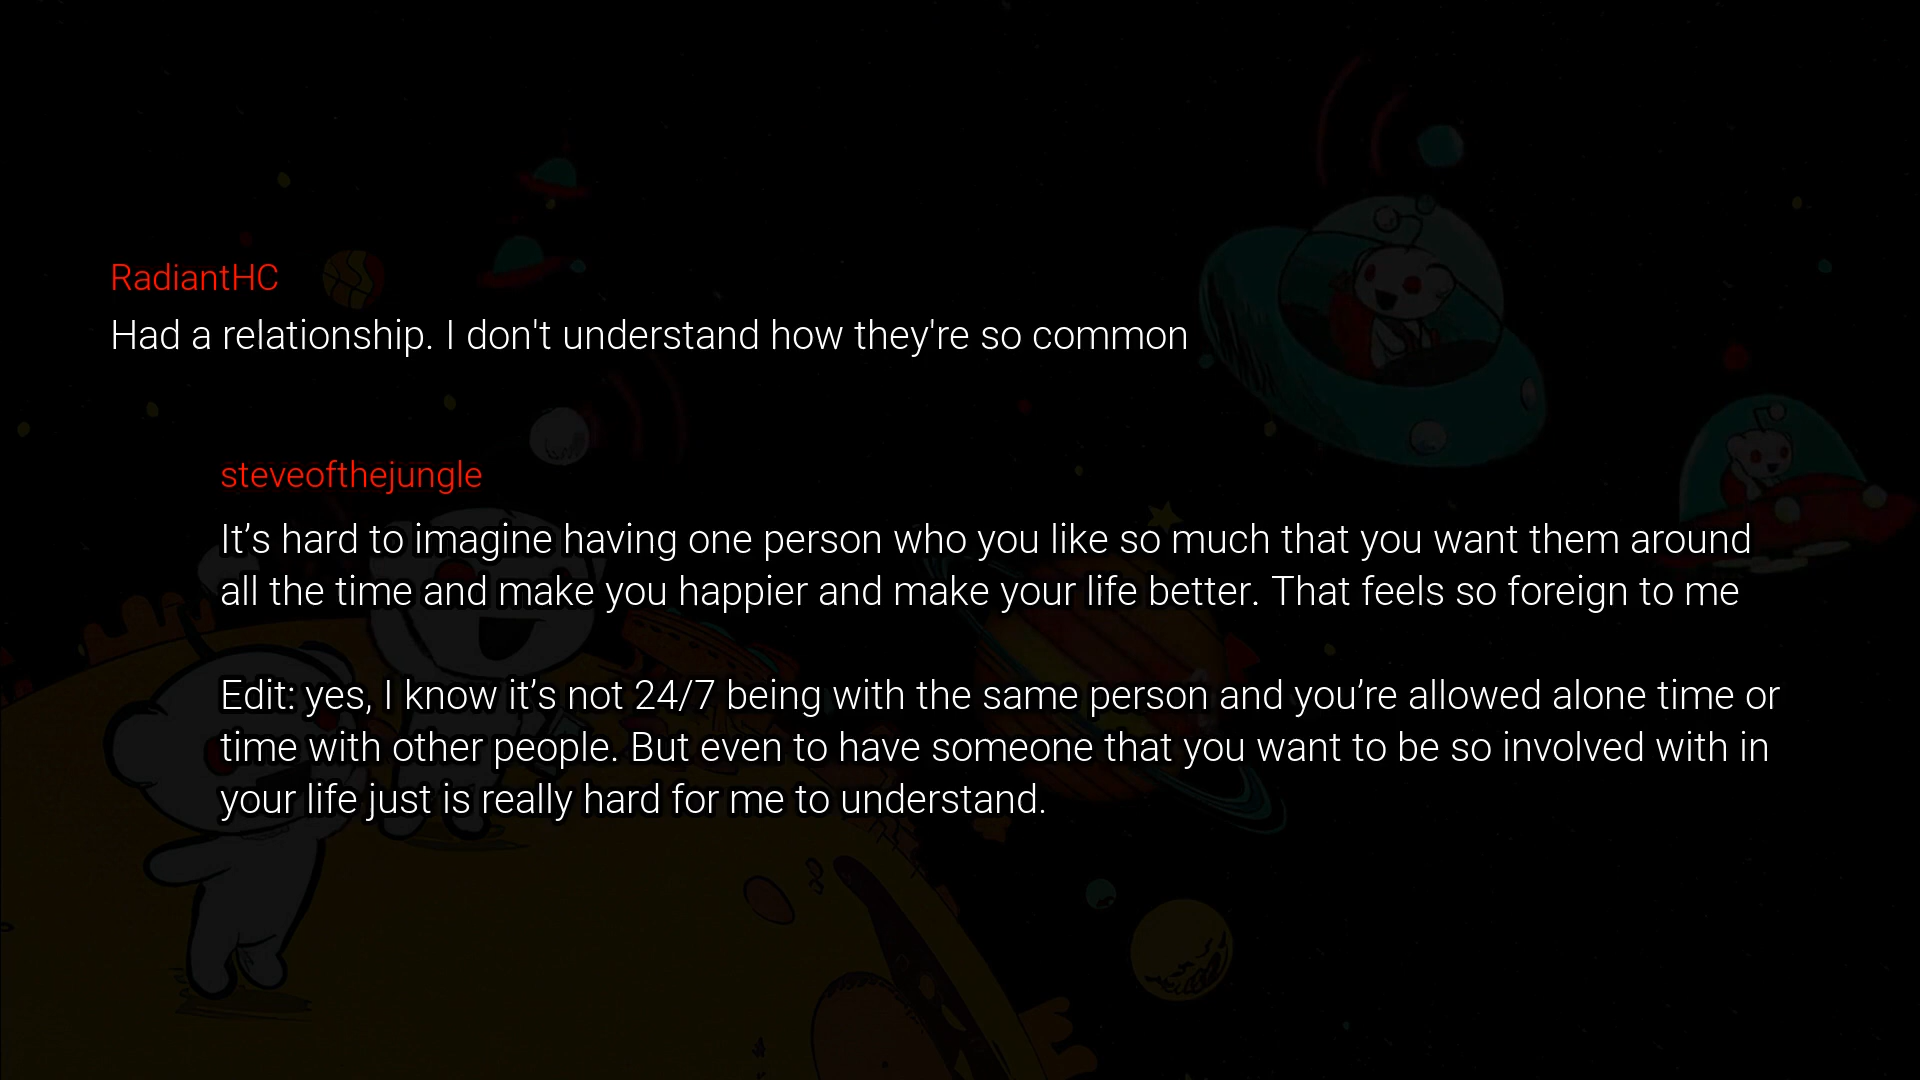 RadiantHC
Had a relationship. I don't understand how they're so common
steveofthejungle
It’s hard to imagine having one person who you like so much that you want them around
all the time and make you happier and make your life better. That feels so foreign to me
Edit: yes, I know it’s not 24/7 being with the same person and you’re allowed alone time or
time with other people. But even to have someone that you want to be so involved with in
your life just is really hard for me to understand.